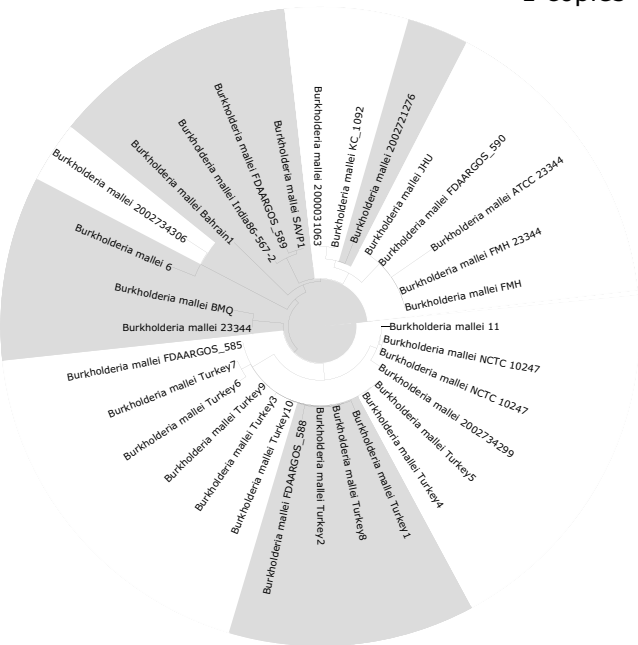 Burkholderia mallei 2000031063
Burkholderia mallei KC_1092
Burkholderia mallei 2002721276
Burkholderia mallei JHU
Burkholderia mallei FDAARGOS_590
Burkholderia mallei ATCC 23344
Burkholderia mallei FMH 23344
Burkholderia mallei FMH
Burkholderia mallei 11
Burkholderia mallei NCTC 10247
Burkholderia mallei NCTC 10247
Burkholderia mallei 2002734299
Burkholderia mallei Turkey5
Burkholderia mallei Turkey4
Burkholderia mallei Turkey1
Burkholderia mallei Turkey8
Burkholderia mallei Turkey2
Burkholderia mallei FDAARGOS_588
Burkholderia mallei Turkey10
Burkholderia mallei Turkey3
Burkholderia mallei Turkey9
Burkholderia mallei Turkey6
Burkholderia mallei Turkey7
Burkholderia mallei FDAARGOS_585
Burkholderia mallei 23344
Burkholderia mallei BMQ
Burkholderia mallei 6
Burkholderia mallei 2002734306
Burkholderia mallei Bahrain1
Burkholderia mallei India86-567-2
Burkholderia mallei FDAARGOS_589
Burkholderia mallei SAVP1